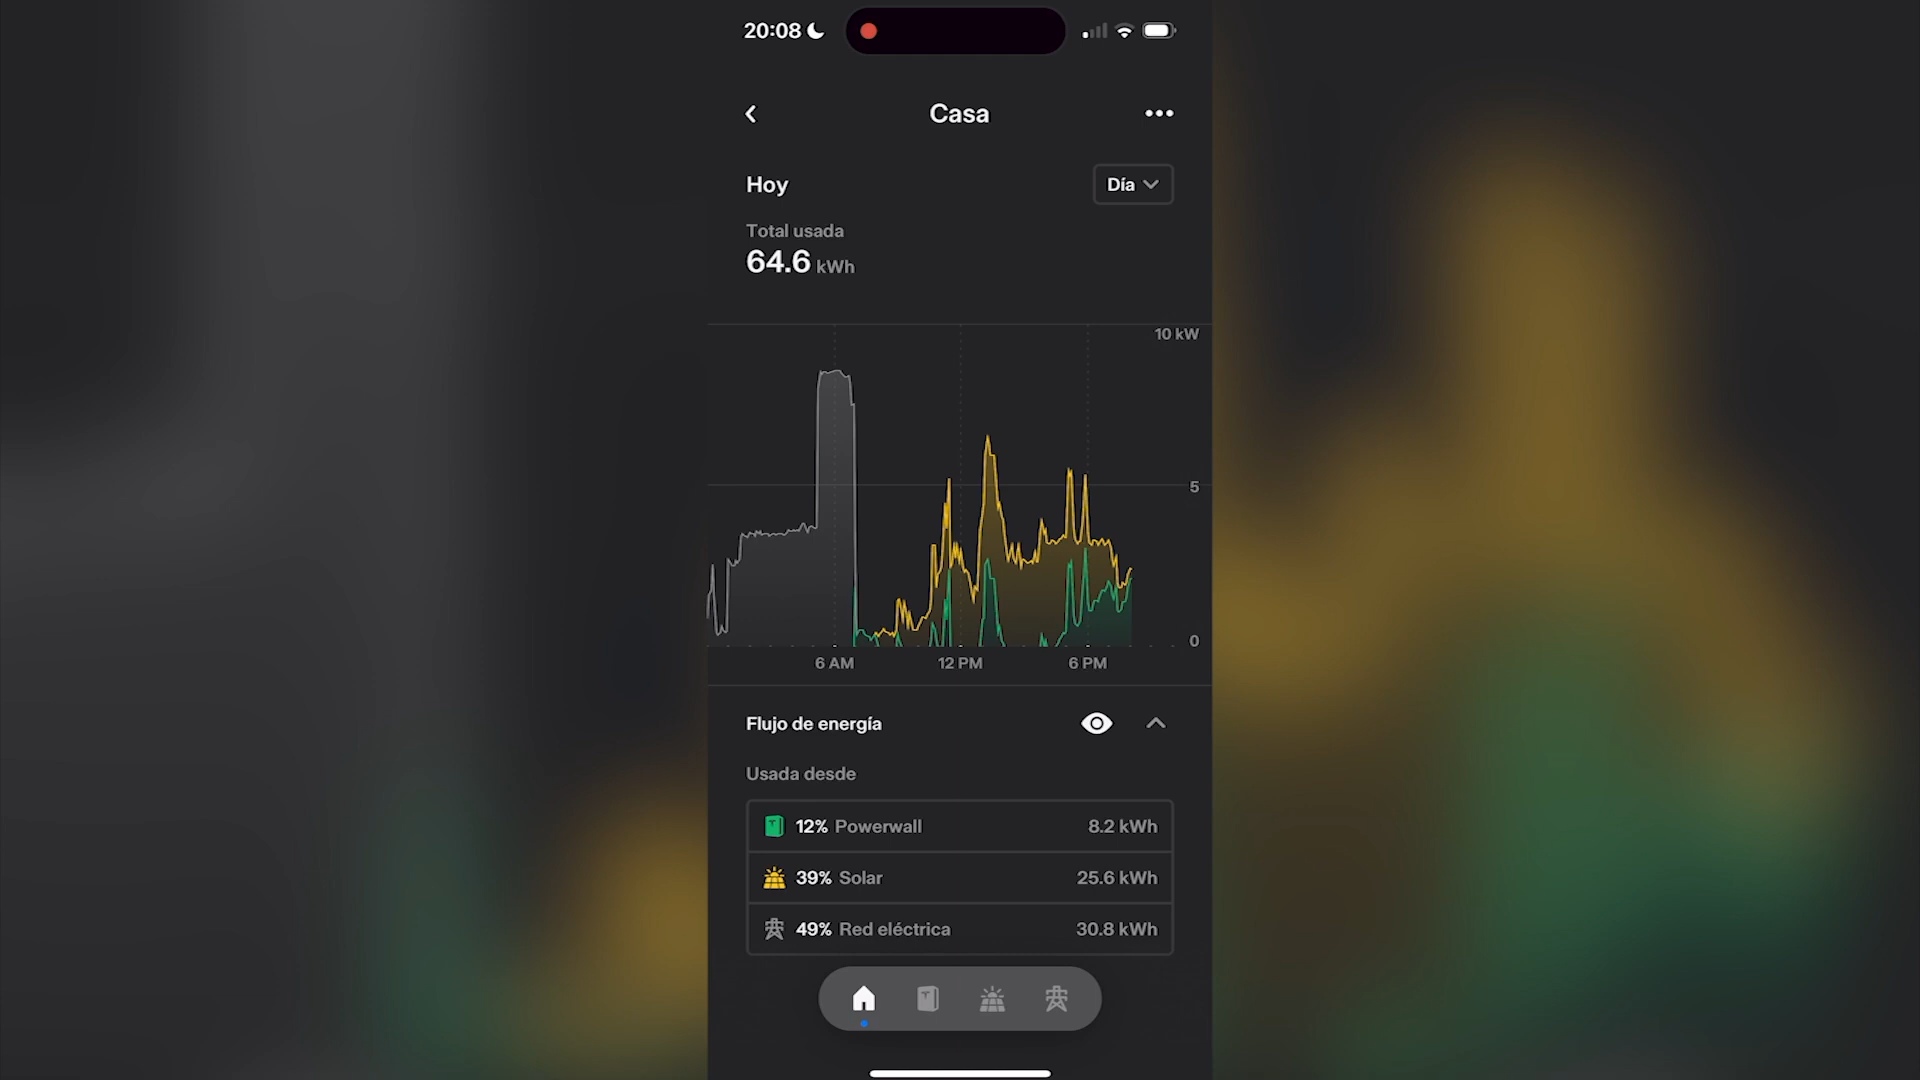 20:08
Casa
Hoy
Día
Total usada
64.6 kWh
10 kW
5
0
6 AM 12 PM 6 PM
Flujo de energía
Usada desde
12% Powerwall 8.2 kWh
39% Solar 25.6 kWh
49% Red eléctrica 30.8 kWh